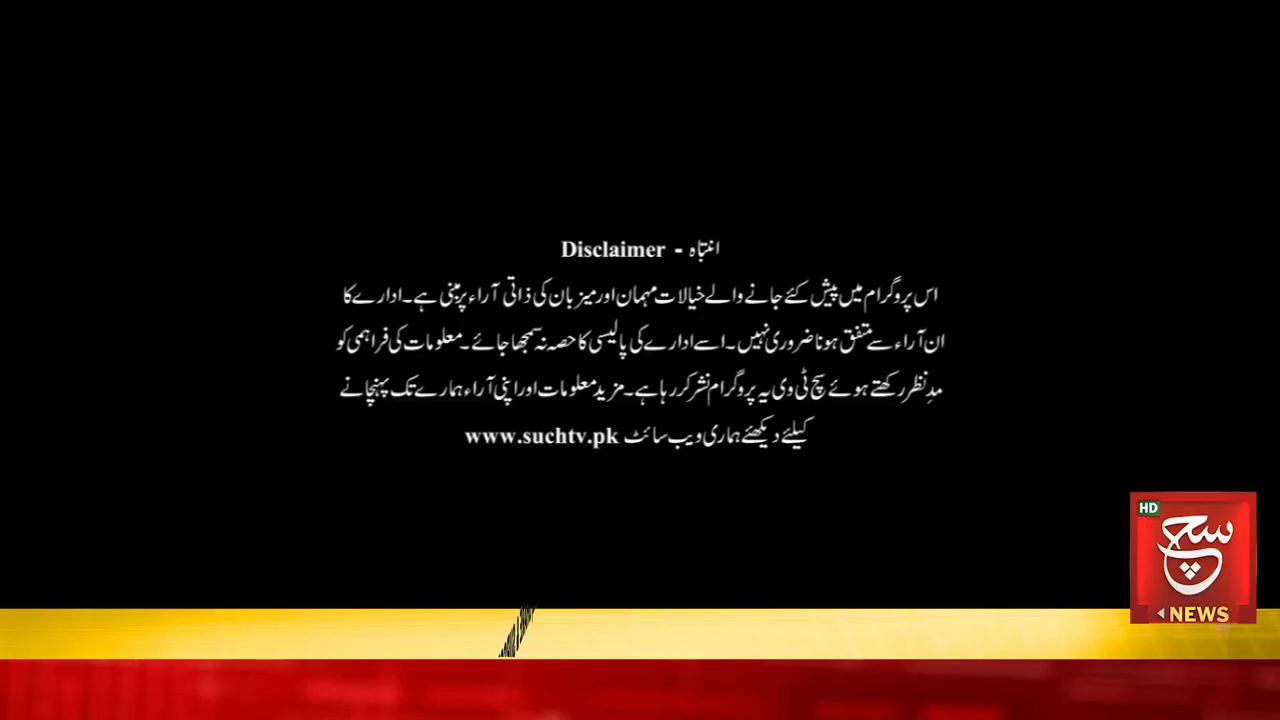 انتباہ - Disclaimer
اس پروگرام میں پیش کئے جانے والے خیالات مہمان اور میزبان کی ذاتی آراء پر مبنی ہے۔ ادارے کا
ان آراء سے متفق ہونا ضروری نہیں۔ اسے ادارے کی پالیسی کا حصہ نہ سمجھا جائے۔ معلومات کی فراہمی کو
مدِ نظر رکھتے ہوئے سچ ٹی وی یہ پروگرام نشر کر رہا ہے۔ مزید معلومات اور اپنی آراء ہمارے تک پہنچانے
کیلئے دیکھئے ہماری ویب سائٹ www.suchtv.pk
HD
سچ
NEWS